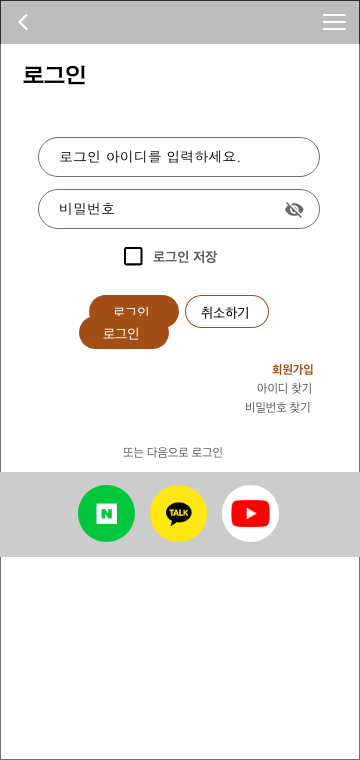 로그인
로그인 아이디를 입력하세요.
비밀번호
로그인 저장
로그인
취소하기
로그인
회원가입
아이디 찾기
비밀번호 찾기
또는 다음으로 로그인
N
TALK